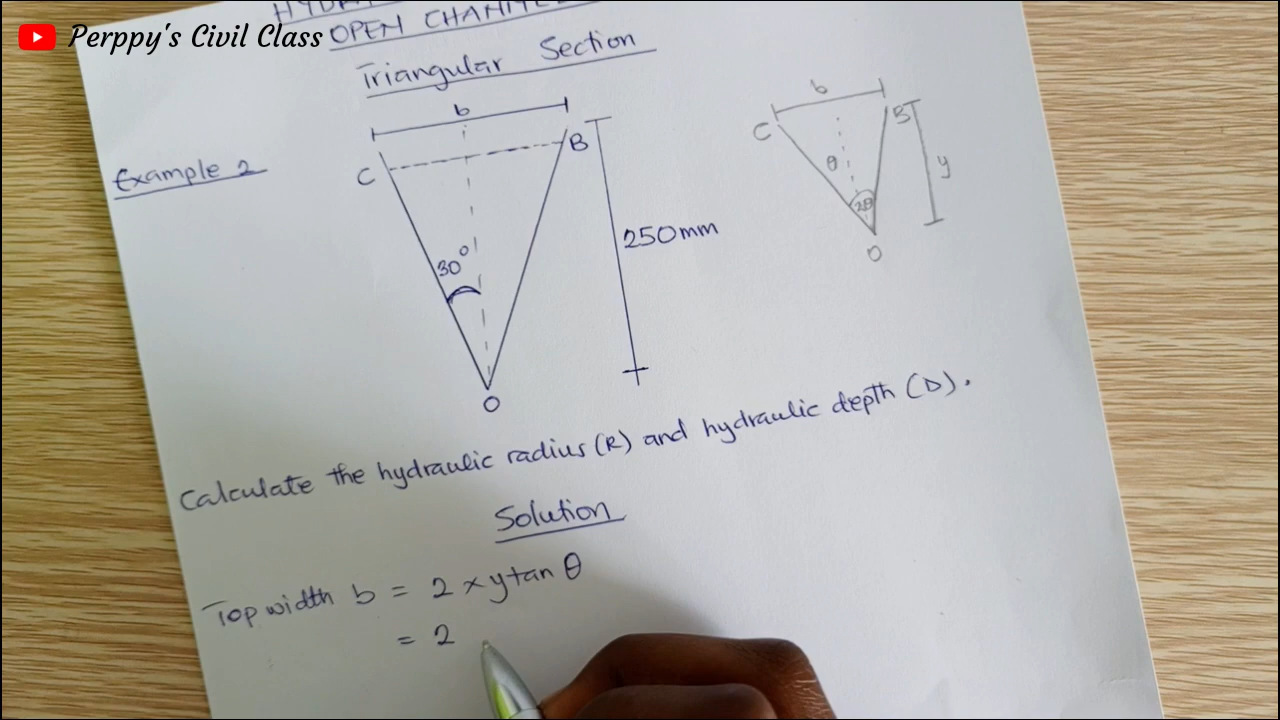 Perppy's Civil Class
OPEN
Triangular Section
Example 2
b
C
B
30°
250mm
O
b
C
B
θ
2θ
y
O
Calculate the hydraulic radius (R) and hydraulic depth (D).
Solution
Top width b = 2 × y tan θ
= 2